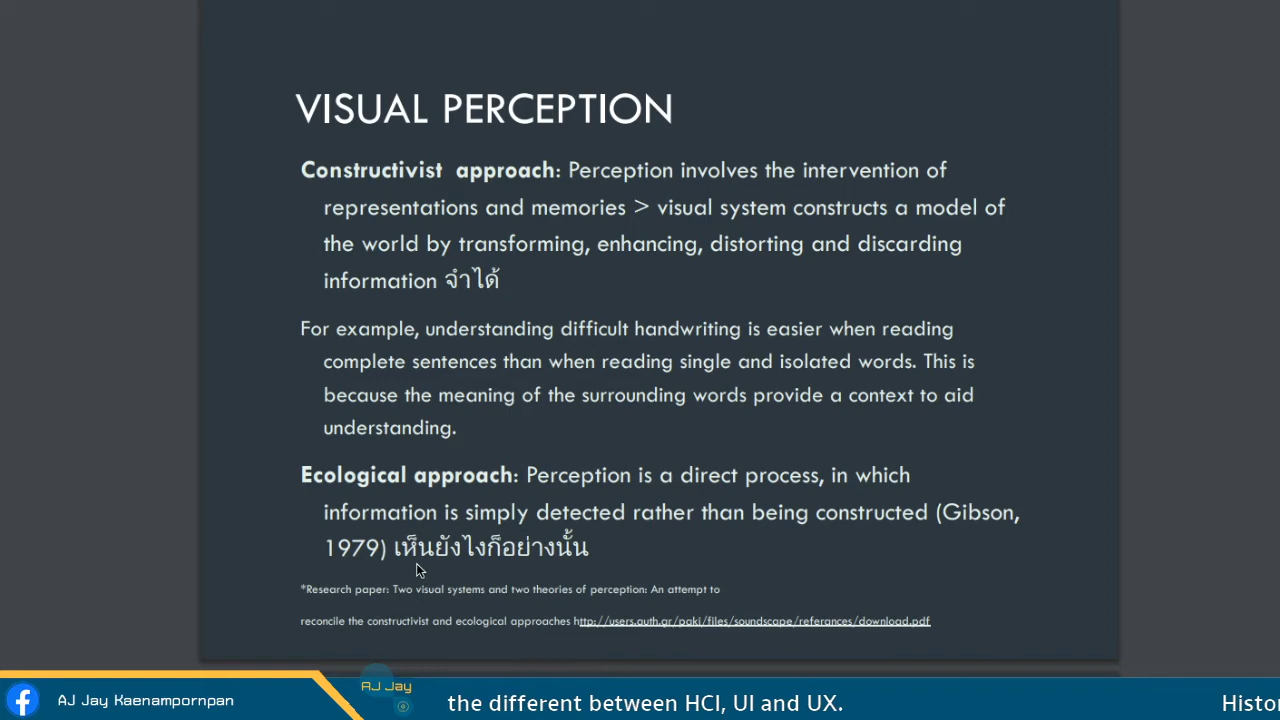 VISUAL PERCEPTION
Constructivist approach: Perception involves the intervention of
representations and memories > visual system constructs a model of
the world by transforming, enhancing, distorting and discarding
information จำได้
For example, understanding difficult handwriting is easier when reading
complete sentences than when reading single and isolated words. This is
because the meaning of the surrounding words provide a context to aid
understanding.
Ecological approach: Perception is a direct process, in which
information is simply detected rather than being constructed (Gibson,
1979) เห็นยังไงก็อย่างนั้น
*Research paper: Two visual systems and two theories of perception: An attempt to
reconcile the constructivist and ecological approaches http://users.auth.gr/paki/files/soundscape/referances/download.pdf
AJ Jay Kaenampornpan
AJ Jay
the different between HCI, UI and UX.
Histo